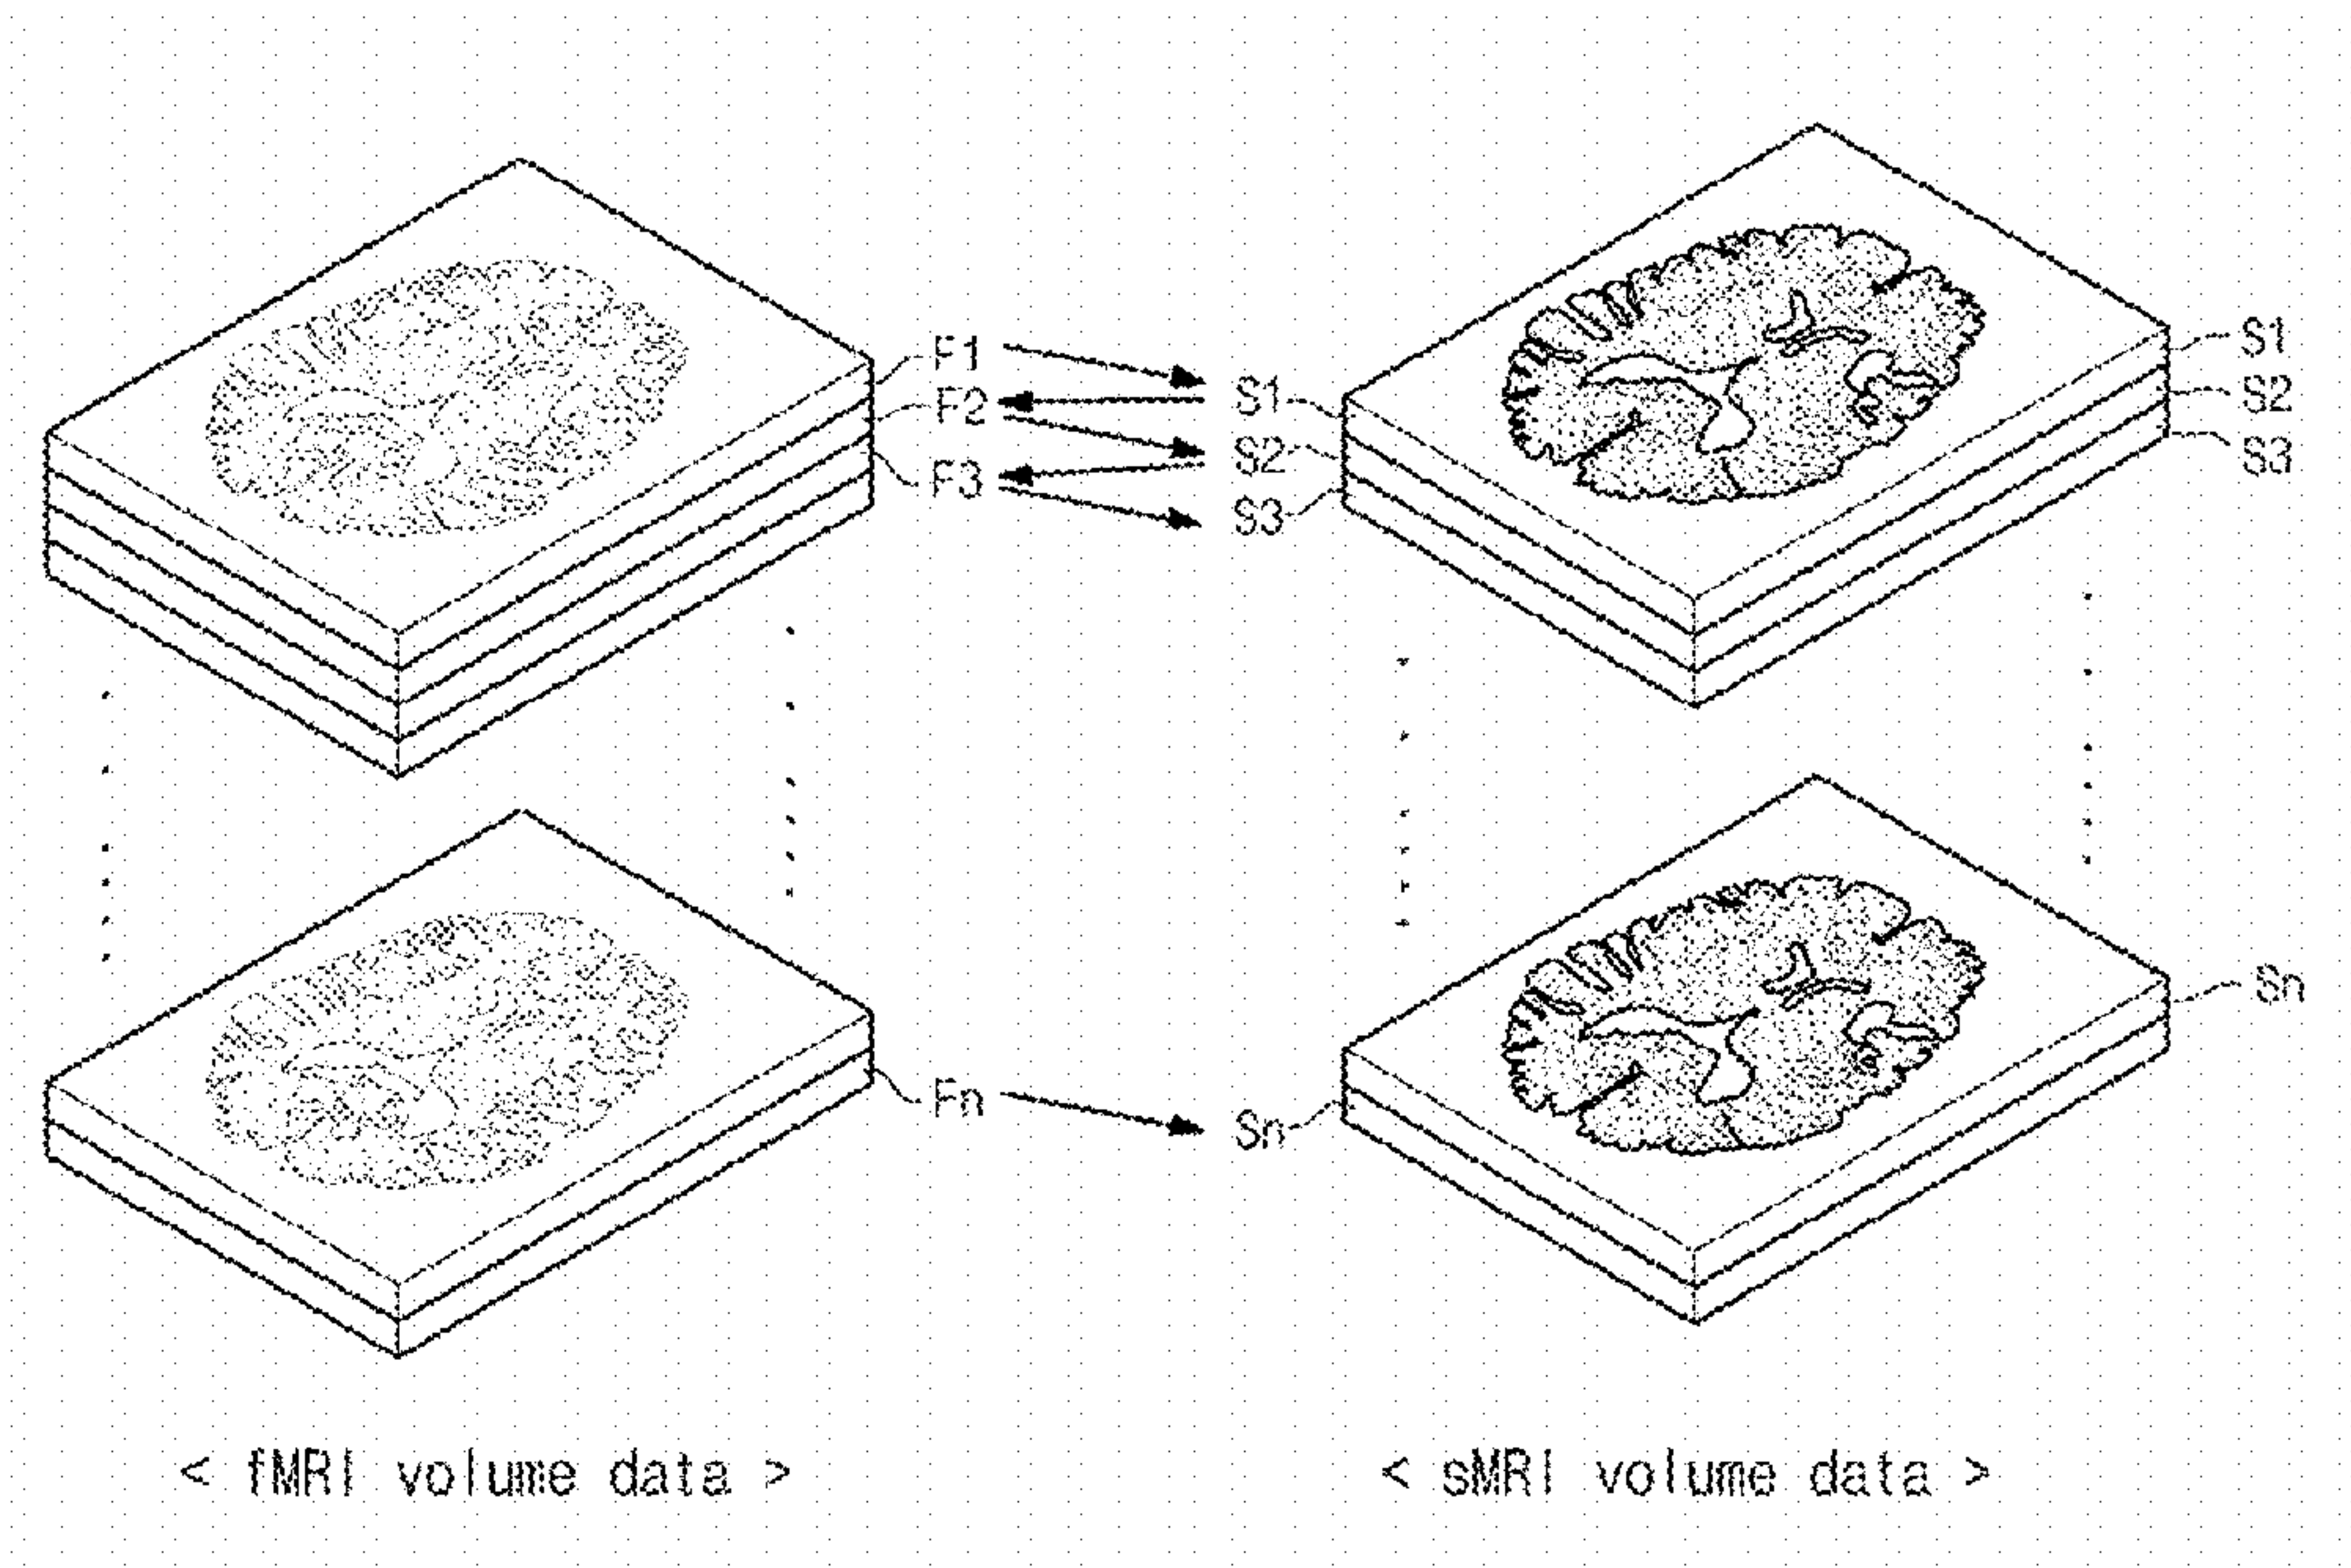 F1
F2
F3
S1
S2
S3
S1
S2
S3
Fn
Sn
Sn
< fMRI volume data >
< sMRI volume data >